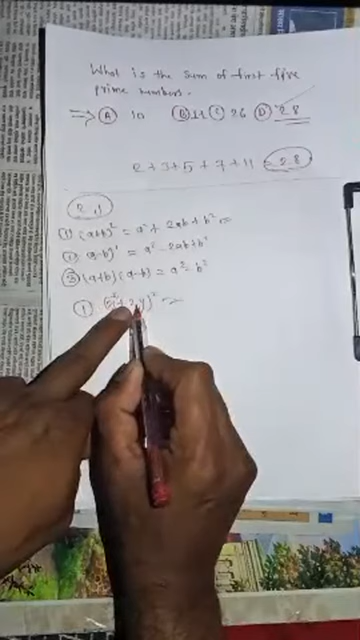 What is the sum of first five
prime numbers.
⇒ (A) 10 (B) 11 (C) 26 (D) 28
2+3+5+7+11 = 28
2.1
(1) (a+b)² = a² + 2ab + b² =
(a-b)² = a² - 2ab + b²
(3) (a+b)(a-b) = a² - b²
(1)